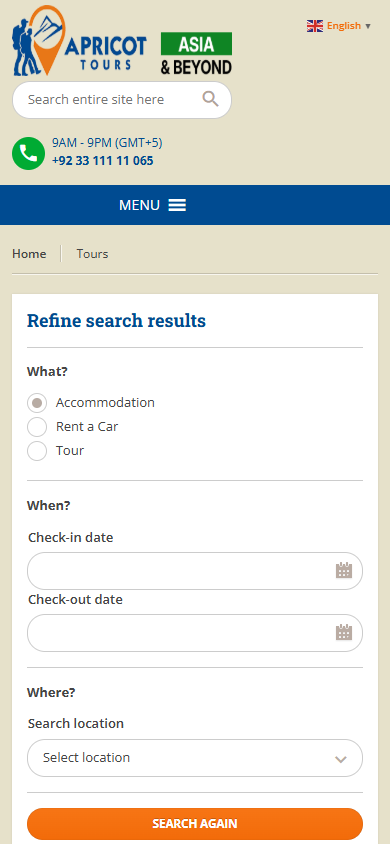 APRICOT
TOURS
ASIA
& BEYOND
English ▼
Search entire site here
9AM - 9PM (GMT+5)
+92 33 111 11 065
MENU
Home
Tours
Refine search results
What?
Accommodation
Rent a Car
Tour
When?
Check-in date
Check-out date
Where?
Search location
Select location
SEARCH AGAIN